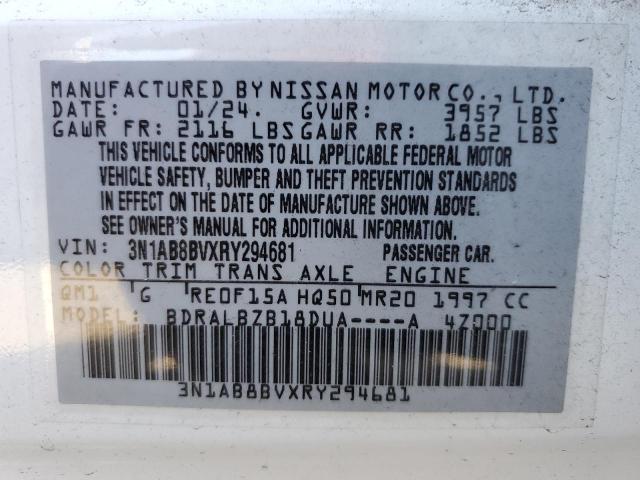 MANUFACTURED BY NISSAN MOTOR CO., LTD.
DATE: 01/24. GVWR: 3957 LBS
GAWR FR: 2116 LBS GAWR RR: 1852 LBS
THIS VEHICLE CONFORMS TO ALL APPLICABLE FEDERAL MOTOR
VEHICLE SAFETY, BUMPER AND THEFT PREVENTION STANDARDS
IN EFFECT ON THE DATE OF MANUFACTURE SHOWN ABOVE.
SEE OWNER'S MANUAL FOR ADDITIONAL INFORMATION.
VIN: 3N1AB8BVXRY294681 PASSENGER CAR.
COLOR TRIM TRANS AXLE ENGINE
QM1 G RE0F15A HQ50 MR20 1997 CC
MODEL: BDRALBZB18DUA----A 4Z000
3N1AB8BVXRY294681